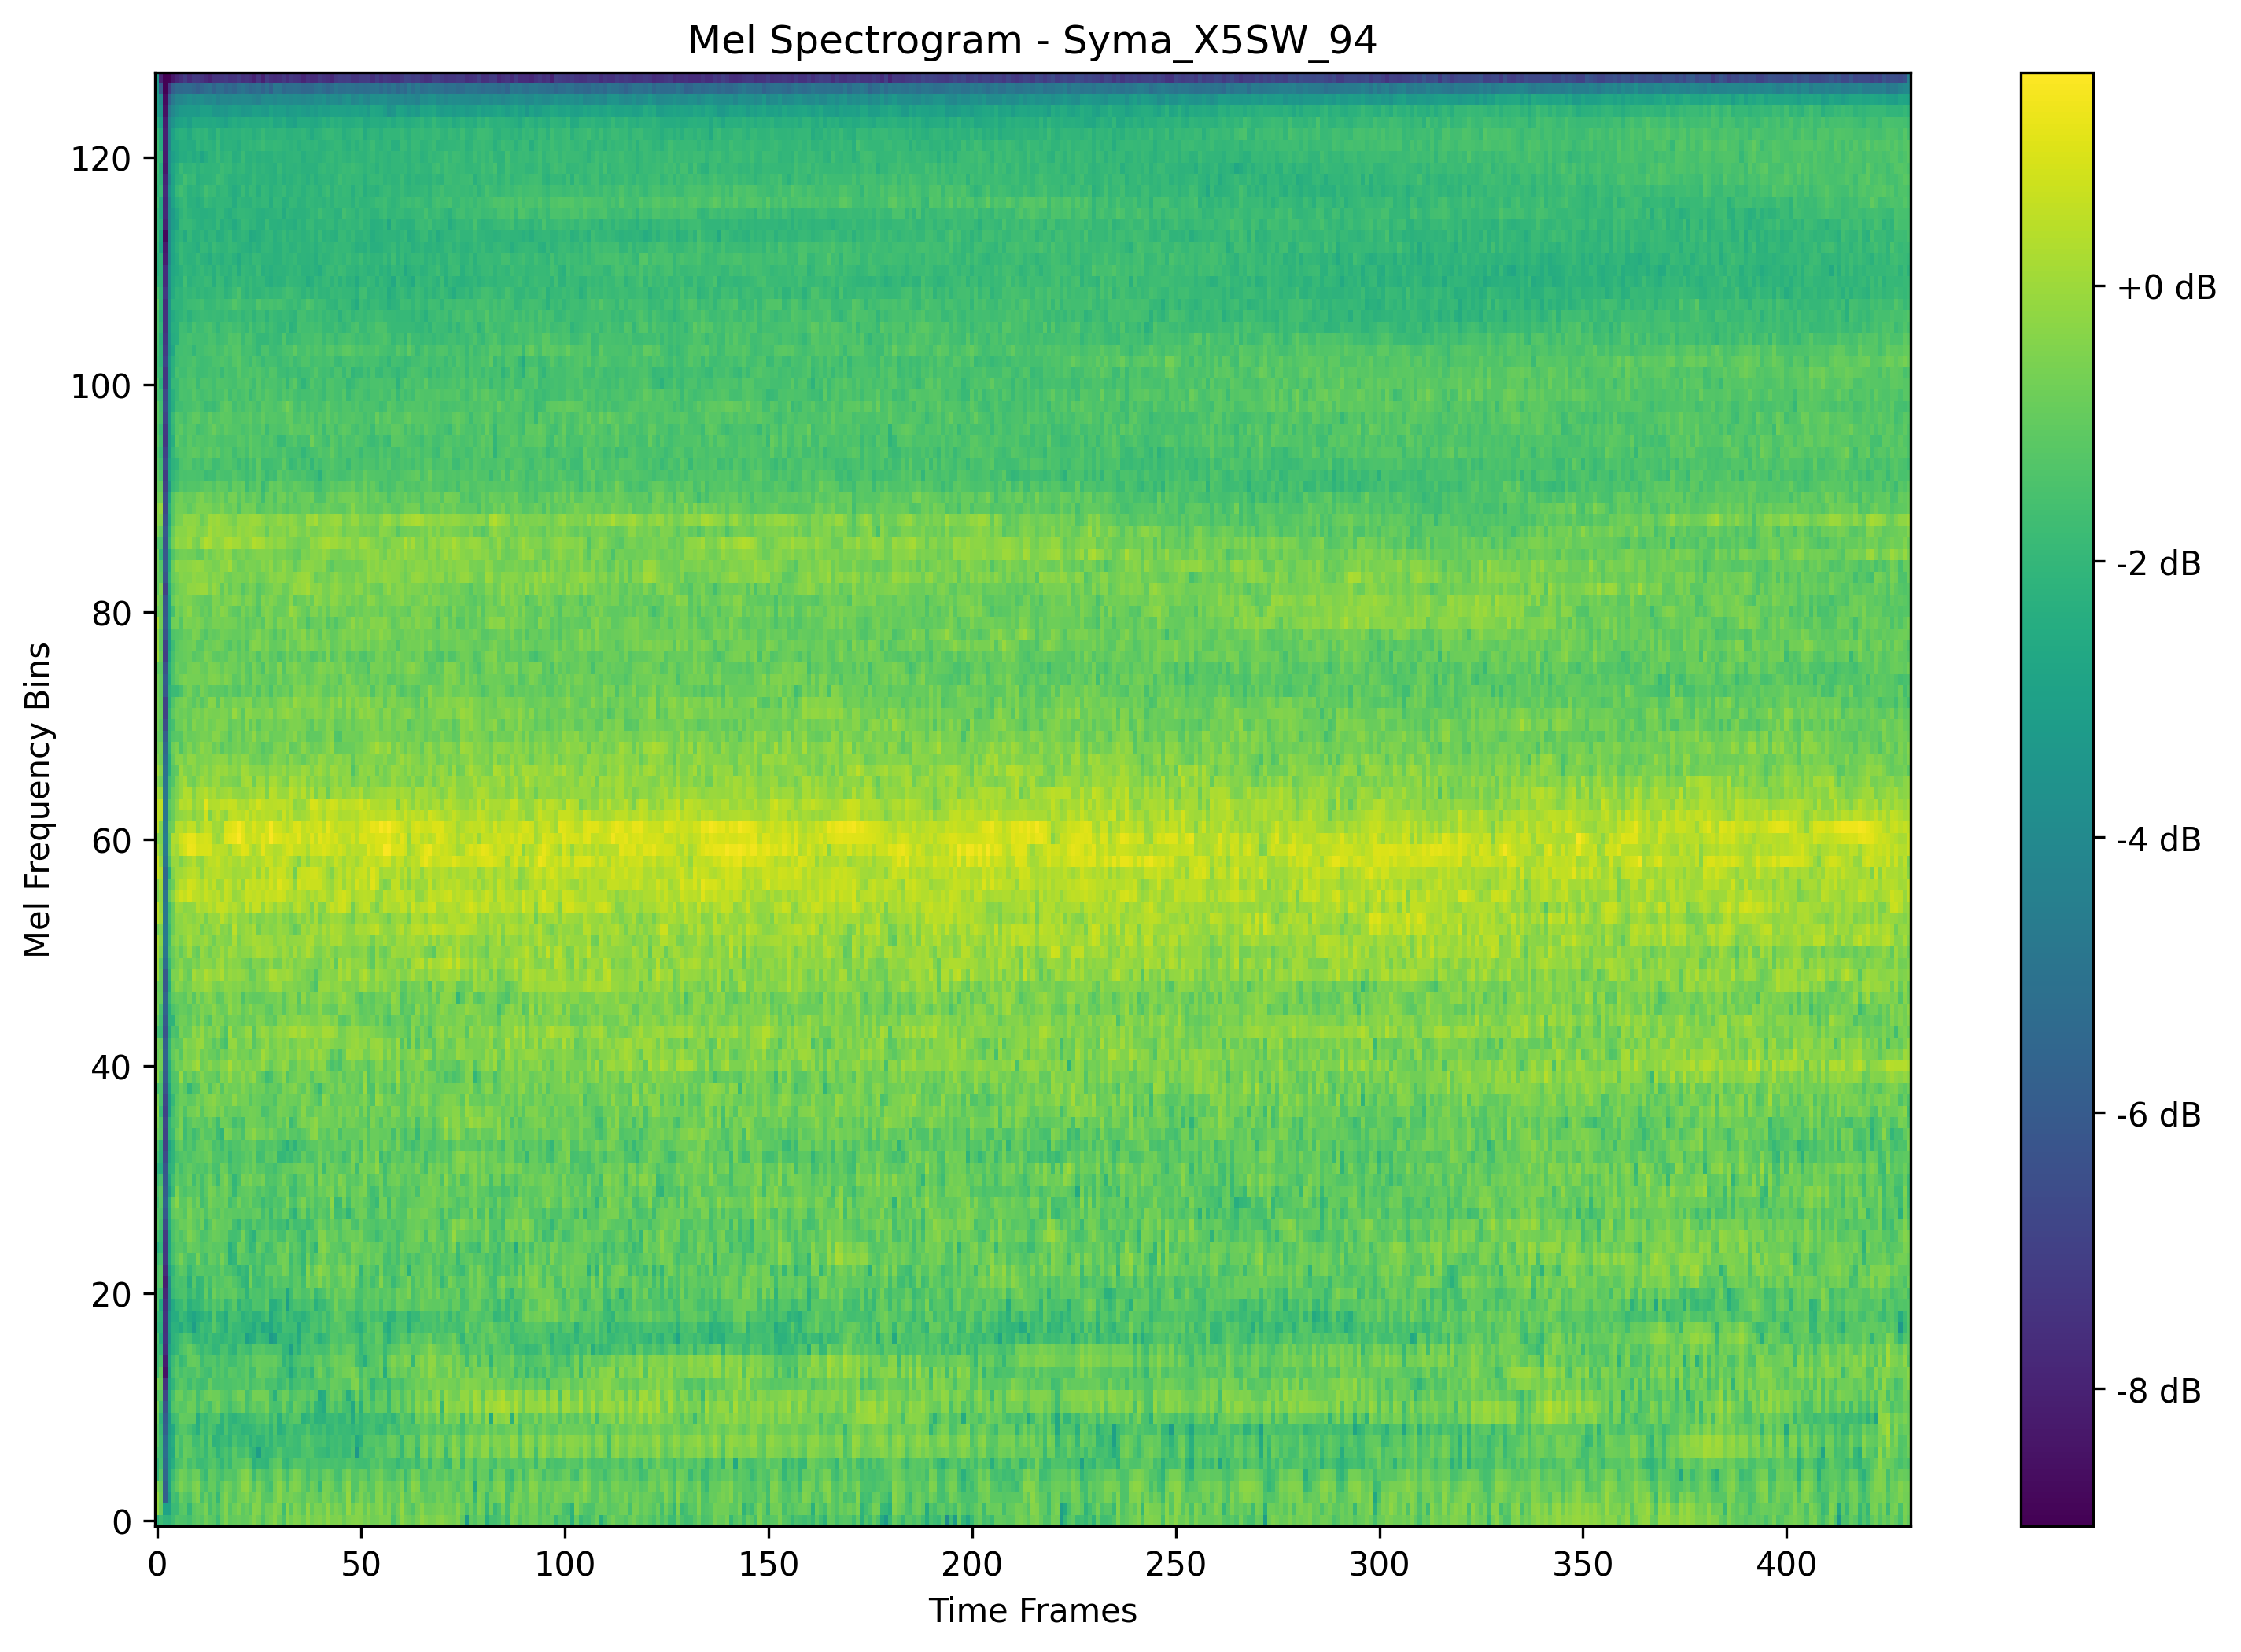 Mel Spectrogram - Syma_X5SW_94
Mel Frequency Bins
120
100
80
60
40
20
0
0 50 100 150 200 250 300 350 400
Time Frames
+0 dB
-2 dB
-4 dB
-6 dB
-8 dB